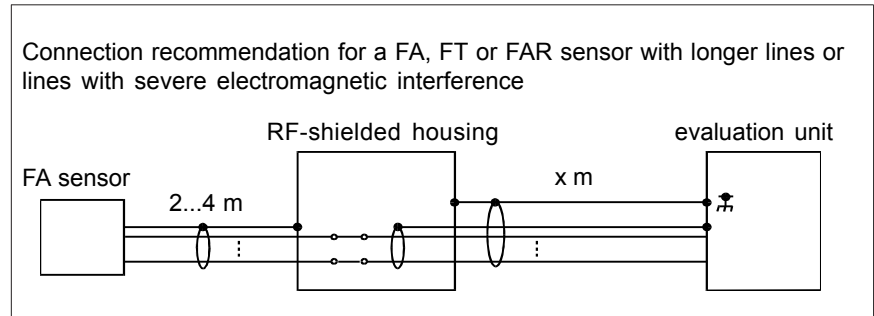 Connection recommendation for a FA, FT or FAR sensor with longer lines or
lines with severe electromagnetic interference
RF-shielded housing
evaluation unit
FA sensor
2...4 m
x m